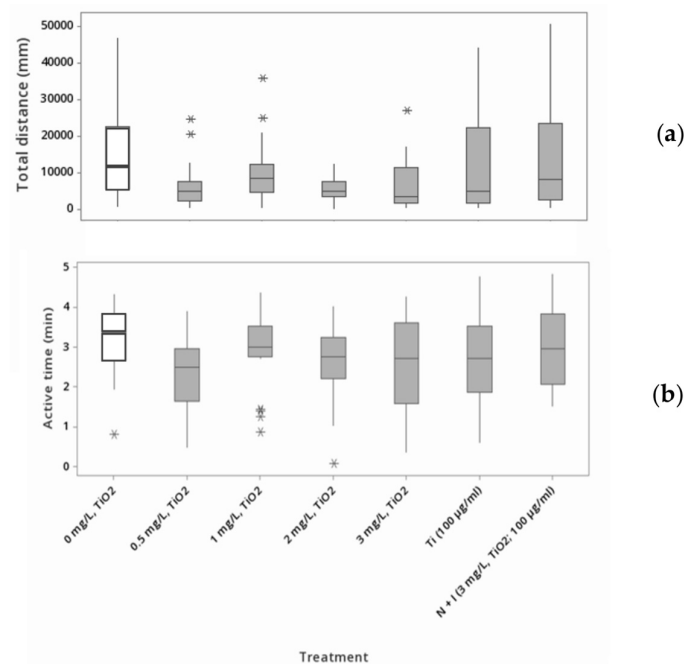 Total distance (mm)
50000
40000
30000
20000
10000
0
(a)
Active time (min)
5
4
3
2
1
0
(b)
0 mg/L, TiO2
0.5 mg/L, TiO2
1 mg/L, TiO2
2 mg/L, TiO2
3 mg/L, TiO2
Ti (100 µg/ml)
N + I (3 mg/L, TiO2; 100 µg/ml)
Treatment